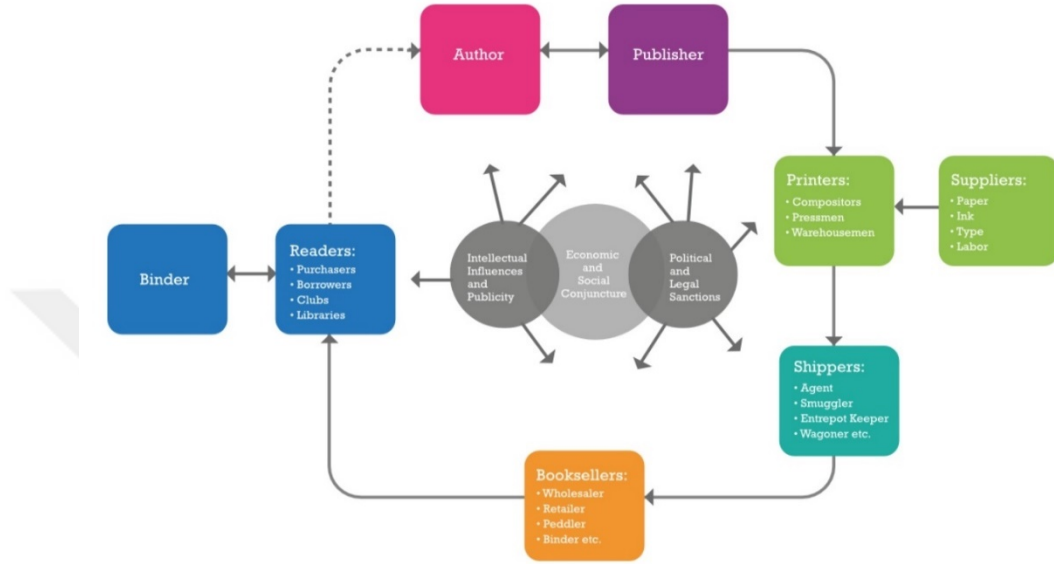 Author
Publisher
Printers:
• Compositors
• Pressmen
• Warehousemen
Suppliers:
• Paper
• Ink
• Type
• Labor
Binder
Readers:
• Purchasers
• Borrowers
• Clubs
• Libraries
Intellectual
Influences
and
Publicity
Economic
and
Social
Conjuncture
Political
and
Legal
Sanctions
Shippers:
• Agent
• Smuggler
• Entrepot Keeper
• Wagoner etc.
Booksellers:
• Wholesaler
• Retailer
• Peddler
• Binder etc.